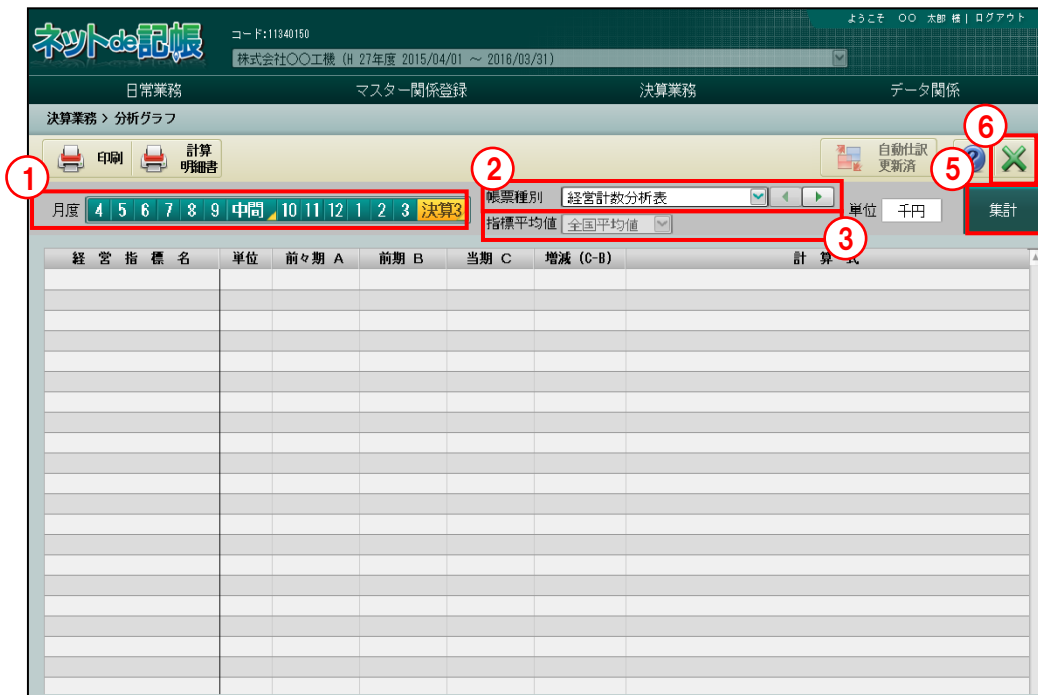 ようこそ 〇〇 太郎 様 | ログアウト
ネットde記帳
コード:11340150
株式会社〇〇工機 (H 27年度 2015/04/01 ～ 2016/03/31)
日常業務 マスター関係登録 決算業務 データ関係
決算業務 > 分析グラフ
⑥
印刷 計算明細書 自動仕訳更新済 ⑤ ?
① ②
月度 4 5 6 7 8 9 中間 10 11 12 1 2 3 決算3 帳票種別 経営計数分析表 単位 千円 集計
指標平均値 全国平均値 ③
経営指標名 単位 前々期 A 前期 B 当期 C 増減 (C-B) 計算式